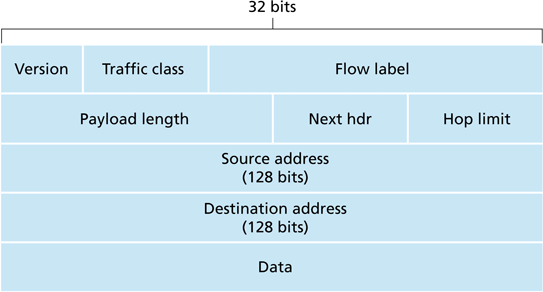 32 bits
Version Traffic class Flow label
Payload length Next hdr Hop limit
Source address
(128 bits)
Destination address
(128 bits)
Data